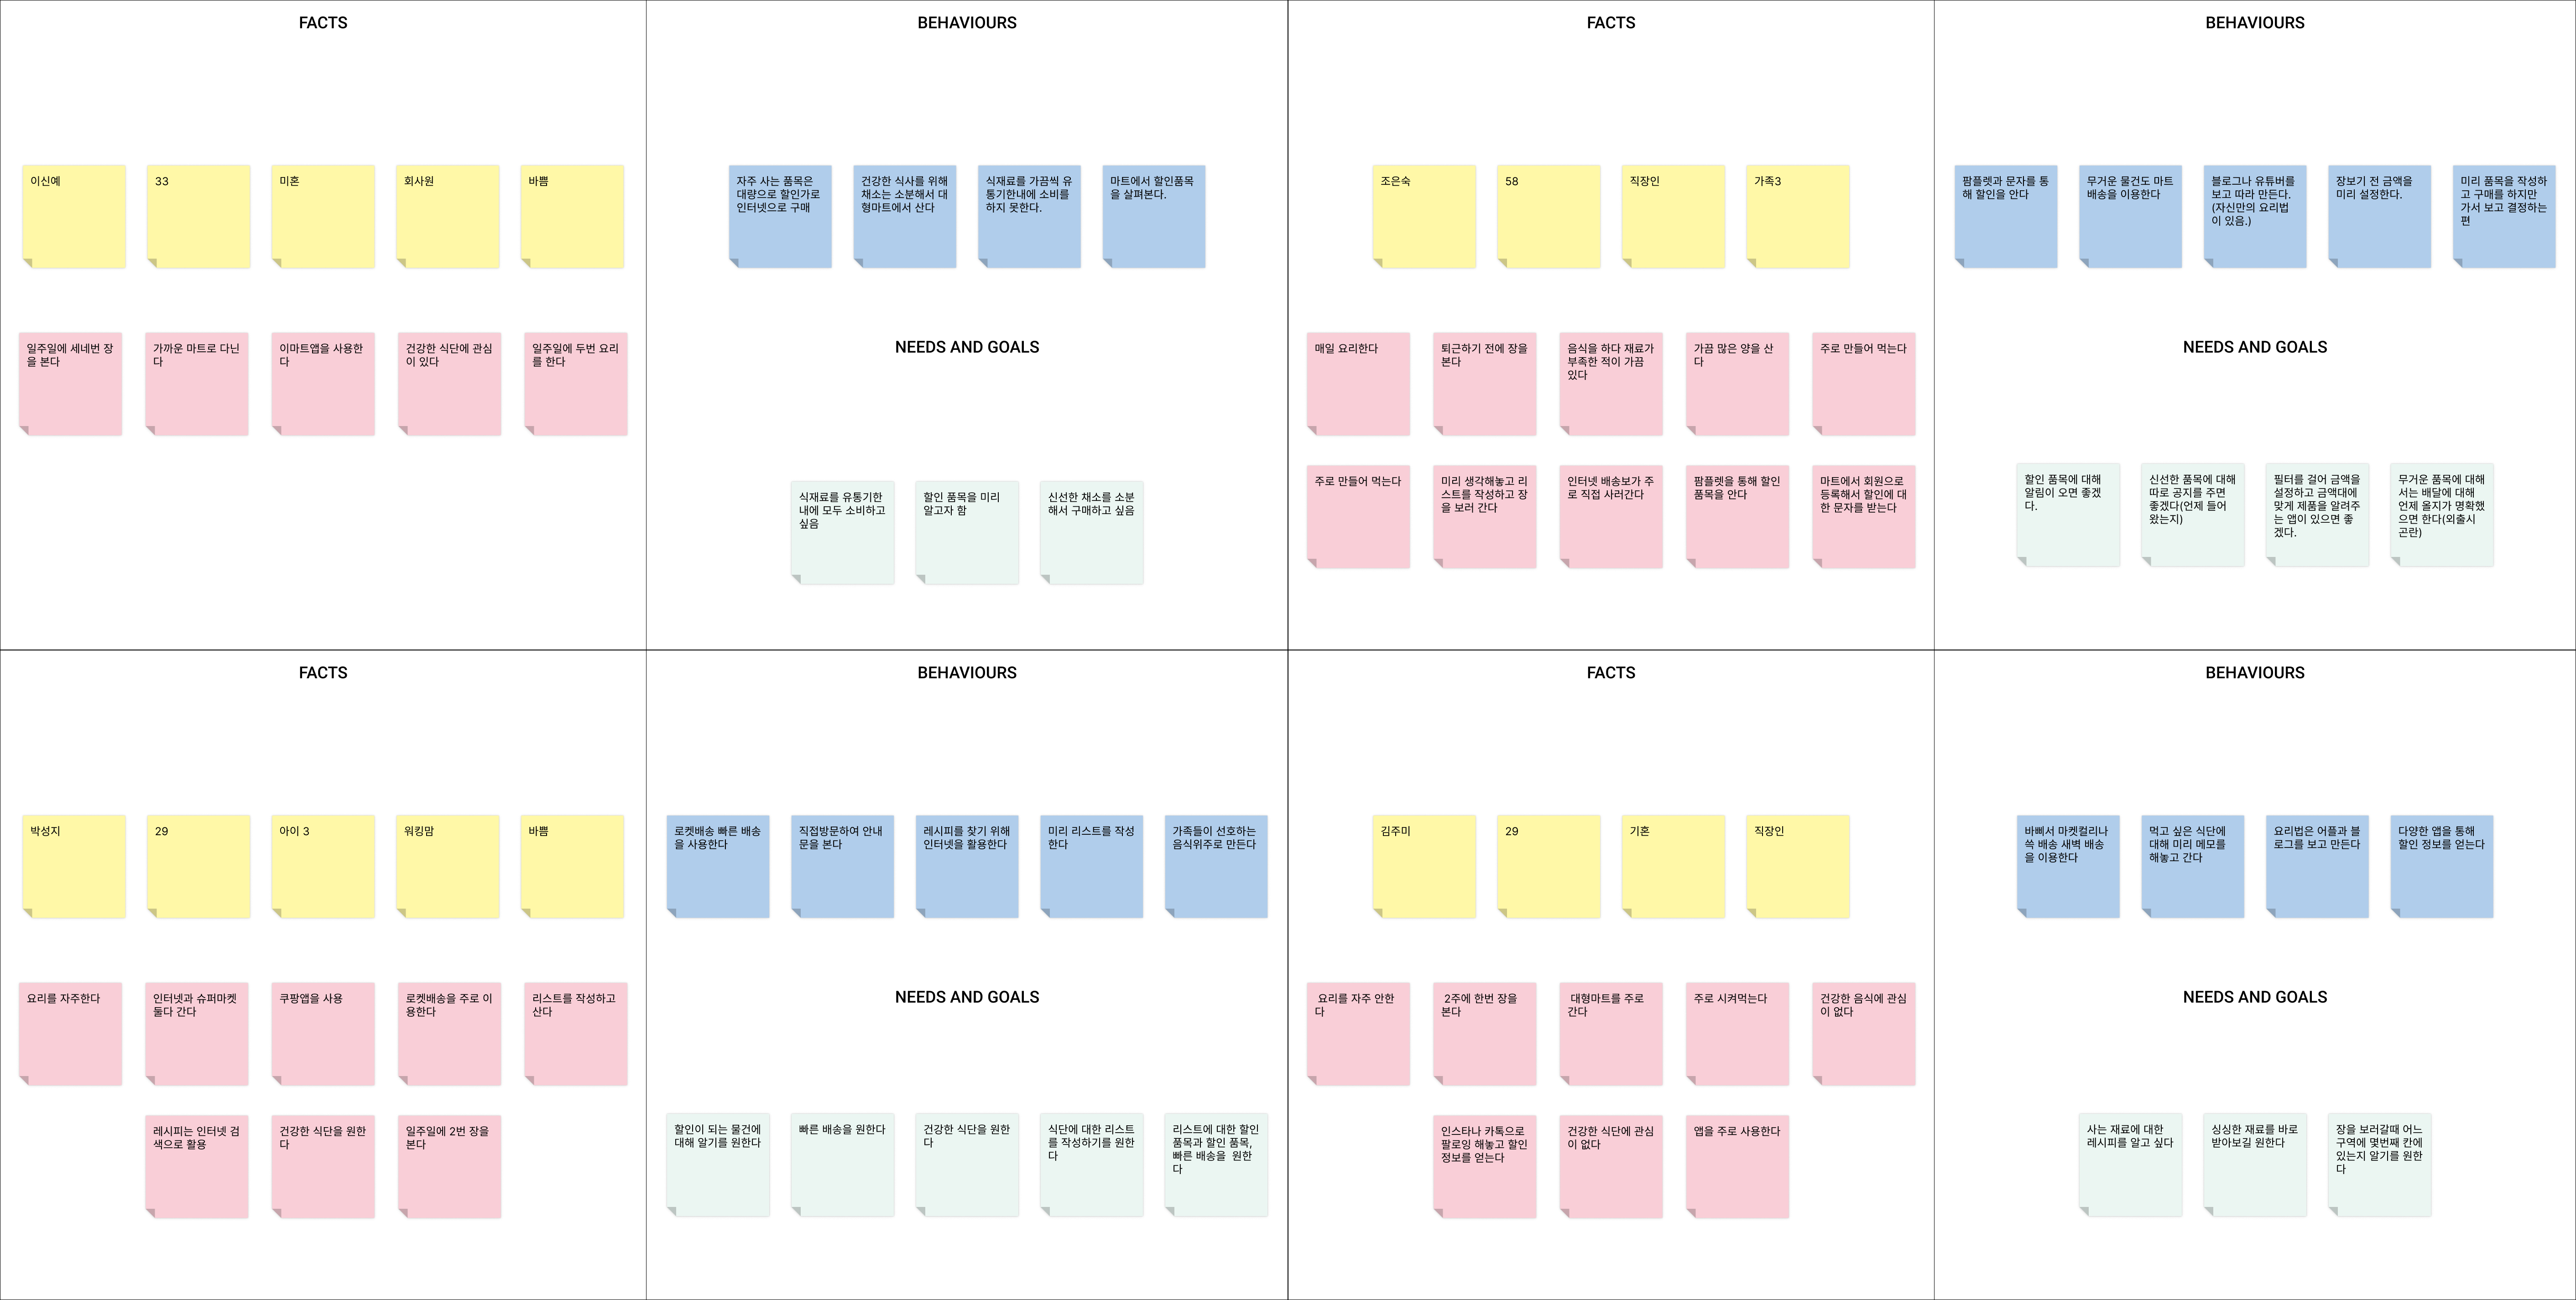 FACTS
이신예
33
미혼
회사원
바쁨
일주일에 세네번 장
을 본다
가까운 마트로 다닌
다
이마트앱을 사용한
다
건강한 식단에 관심
이 있다
일주일에 두번 요리
를 한다
BEHAVIOURS
자주 사는 품목은
대량으로 할인가로
인터넷으로 구매
건강한 식사를 위해
채소는 소분해서 대
형마트에서 산다
식재료를 가끔씩 유
통기한내에 소비를
하지 못한다.
마트에서 할인품목
을 살펴본다.
NEEDS AND GOALS
식재료를 유통기한
내에 모두 소비하고
싶음
할인 품목을 미리
알고자 함
신선한 채소를 소분
해서 구매하고 싶음
FACTS
조은숙
58
직장인
가족3
매일 요리한다
퇴근하기 전에 장을
본다
음식을 하다 재료가
부족한 적이 가끔
있다
가끔 많은 양을 산
다
주로 만들어 먹는다
주로 만들어 먹는다
미리 생각해놓고 리
스트를 작성하고 장
을 보러 간다
인터넷 배송보가 주
로 직접 사러간다
팜플렛을 통해 할인
품목을 안다
마트에서 회원으로
등록해서 할인에 대
한 문자를 받는다
BEHAVIOURS
팜플렛과 문자를 통
해 할인을 안다
무거운 물건도 마트
배송을 이용한다
블로그나 유튜버를
보고 따라 만든다.
(자신만의 요리법
이 있음.)
장보기 전 금액을
미리 설정한다.
미리 품목을 작성하
고 구매를 하지만
가서 보고 결정하는
편
NEEDS AND GOALS
할인 품목에 대해
알림이 오면 좋겠
다.
신선한 품목에 대해
따로 공지를 주면
좋겠다(언제 들어
왔는지)
필터를 걸어 금액을
설정하고 금액대에
맞게 제품을 알려주
는 앱이 있으면 좋
겠다.
무거운 품목에 대해
서는 배달에 대해
언제 올지가 명확했
으면 한다(외출시
곤란)
FACTS
박성지
29
아이 3
워킹맘
바쁨
요리를 자주한다
인터넷과 슈퍼마켓
둘다 간다
쿠팡앱을 사용
로켓배송을 주로 이
용한다
리스트를 작성하고
산다
레시피는 인터넷 검
색으로 활용
건강한 식단을 원한
다
일주일에 2번 장을
본다
BEHAVIOURS
로켓배송 빠른 배송
을 사용한다
직접방문하여 안내
문을 본다
레시피를 찾기 위해
인터넷을 활용한다
미리 리스트를 작성
한다
가족들이 선호하는
음식위주로 만든다
NEEDS AND GOALS
할인이 되는 물건에
대해 알기를 원한다
빠른 배송을 원한다
건강한 식단을 원한
다
식단에 대한 리스트
를 작성하기를 원한
다
리스트에 대한 할인
품목과 할인 품목,
빠른 배송을 원한
다
FACTS
김주미
29
기혼
직장인
요리를 자주 안한
다
2주에 한번 장을
본다
대형마트를 주로
간다
주로 시켜먹는다
건강한 음식에 관심
이 없다
인스타나 카톡으로
팔로잉 해놓고 할인
정보를 얻는다
건강한 식단에 관심
이 없다
앱을 주로 사용한다
BEHAVIOURS
바삐서 마켓컬리나
쓱 배송 새벽 배송
을 이용한다
먹고 싶은 식단에
대해 미리 메모를
해놓고 간다
요리법은 어플과 블
로그를 보고 만든다
다양한 앱을 통해
할인 정보를 얻는다
NEEDS AND GOALS
사는 재료에 대한
레시피를 알고 싶다
싱싱한 재료를 바로
받아보길 원한다
장을 보러갈때 어느
구역에 몇번째 칸에
있는지 알기를 원한
다